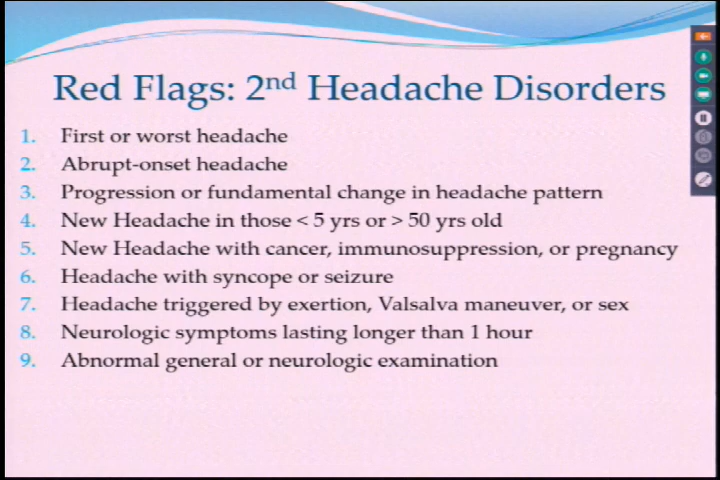 Red Flags: 2nd Headache Disorders
1. First or worst headache
2. Abrupt-onset headache
3. Progression or fundamental change in headache pattern
4. New Headache in those < 5 yrs or > 50 yrs old
5. New Headache with cancer, immunosuppression, or pregnancy
6. Headache with syncope or seizure
7. Headache triggered by exertion, Valsalva maneuver, or sex
8. Neurologic symptoms lasting longer than 1 hour
9. Abnormal general or neurologic examination